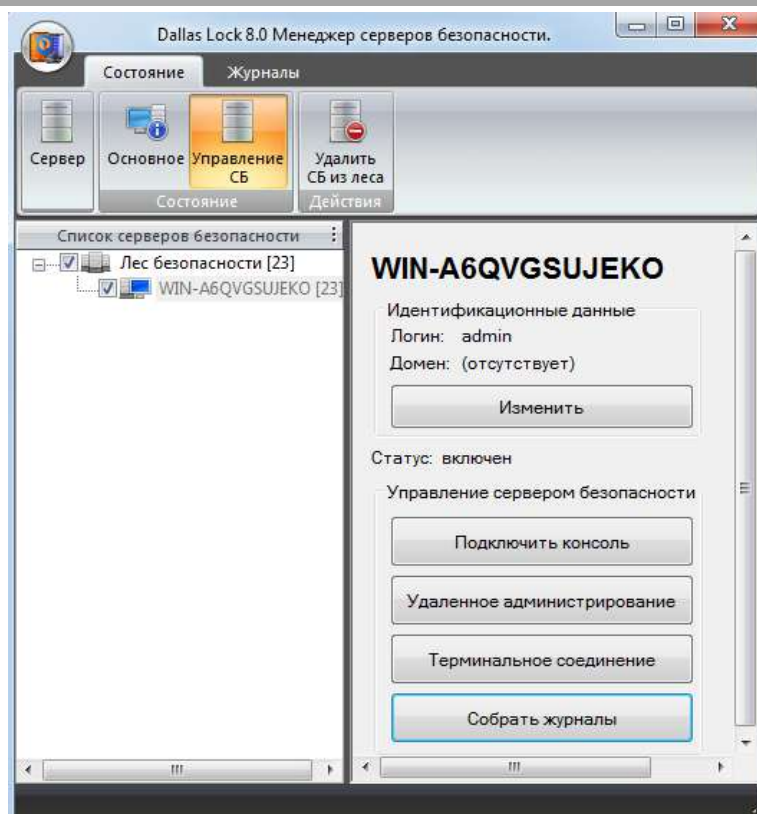 Dallas Lock 8.0 Менеджер серверов безопасности.
Состояние Журналы
Сервер
Основное
Управление
СБ
Удалить
СБ из леса
Состояние
Действия
Список серверов безопасности
Лес безопасности [23]
WIN-A6QVGSUJEKO [23]
WIN-A6QVGSUJEKO
Идентификационные данные
Логин: admin
Домен: (отсутствует)
Изменить
Статус: включен
Управление сервером безопасности
Подключить консоль
Удаленное администрирование
Терминальное соединение
Собрать журналы